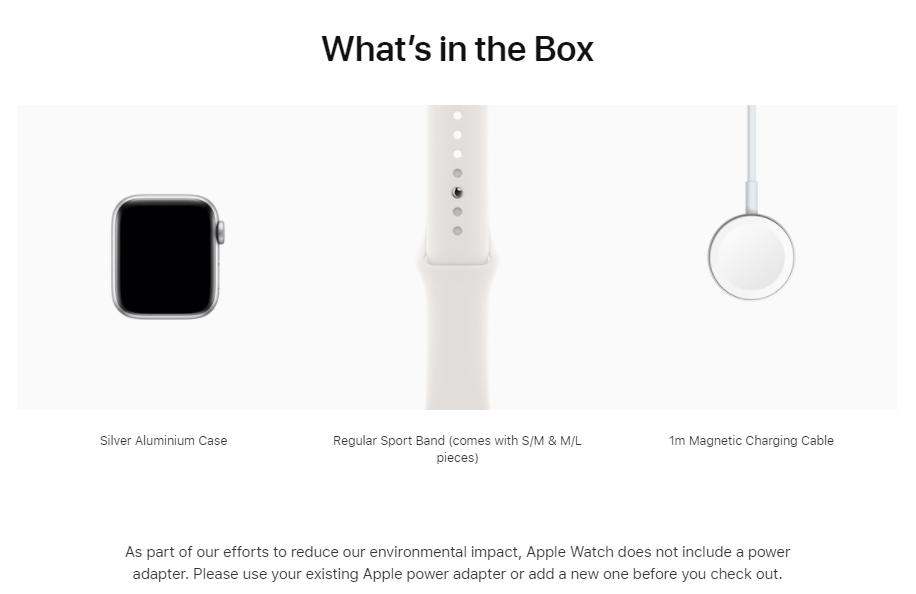 What's in the Box
Silver Aluminium Case
Regular Sport Band (comes with S/M & M/L
pieces)
1m Magnetic Charging Cable
As part of our efforts to reduce our environmental impact, Apple Watch does not include a power
adapter. Please use your existing Apple power adapter or add a new one before you check out.